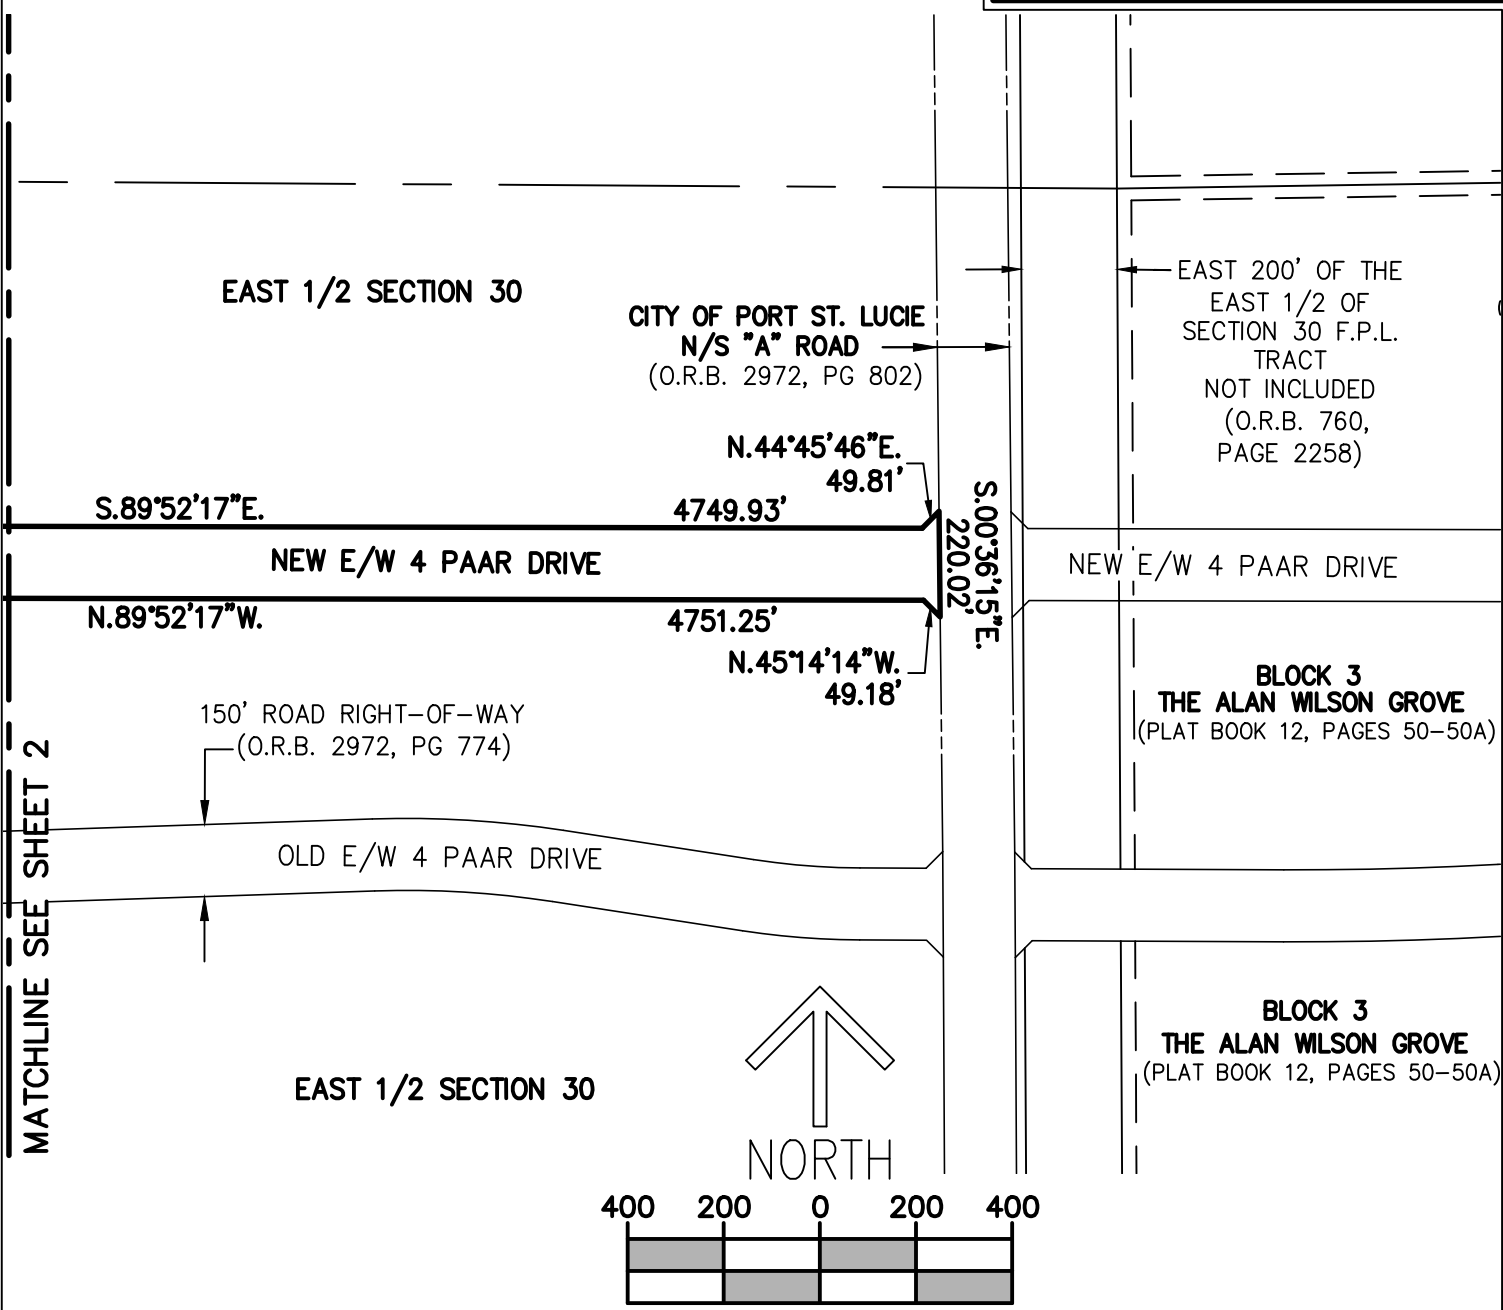 EAST 1/2 SECTION 30
CITY OF PORT ST. LUCIE
N/S "A" ROAD
(O.R.B. 2972, PG 802)
EAST 200' OF THE
EAST 1/2 OF
SECTION 30 F.P.L.
TRACT
NOT INCLUDED
(O.R.B. 760,
PAGE 2258)
N.44°45'46"E.
49.81'
S.89°52'17"E.
4749.93'
S.00°36'15"E.
220.02'
NEW E/W 4 PAAR DRIVE
NEW E/W 4 PAAR DRIVE
N.89°52'17"W.
4751.25'
N.45°14'14"W.
49.18'
BLOCK 3
THE ALAN WILSON GROVE
(PLAT BOOK 12, PAGES 50-50A)
150' ROAD RIGHT-OF-WAY
(O.R.B. 2972, PG 774)
MATCHLINE SEE SHEET 2
OLD E/W 4 PAAR DRIVE
BLOCK 3
THE ALAN WILSON GROVE
(PLAT BOOK 12, PAGES 50-50A)
EAST 1/2 SECTION 30
NORTH
400 200 0 200 400